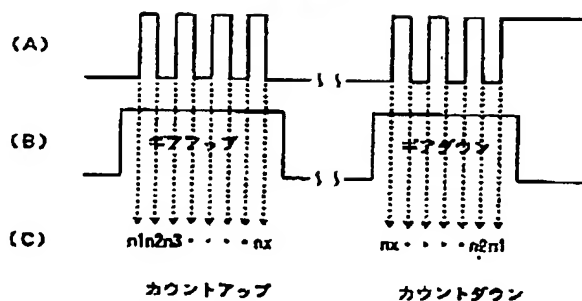 (A)
(B) ギアアップ ギアダウン
(C) n1n2n3・・・・nx nx・・・・n2n1
カウントアップ カウントダウン